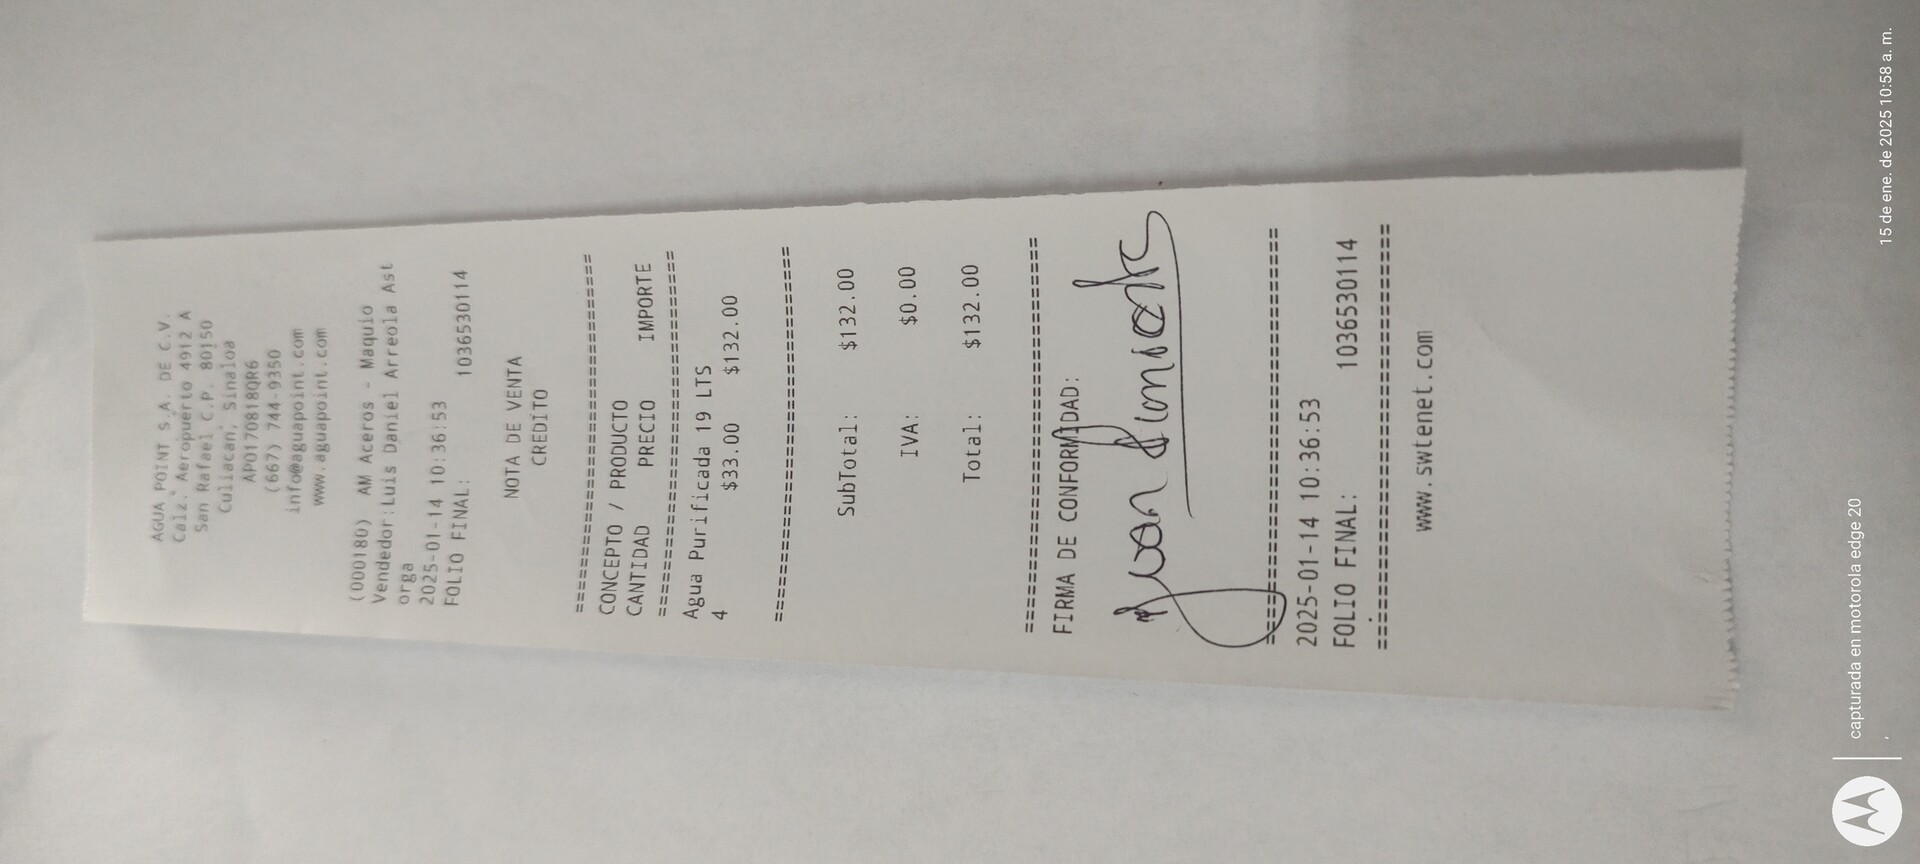 AGUA POINT S.A. DE C.V.
Calz. Aeropuerto 4912 A
San Rafael C.P. 80150
Culiacan, Sinaloa
APO170818QR6
(667) 744-9350
info@aguapoint.com
www.aguapoint.com
(000180) AM Aceros - Maquio
Vendedor:Luis Daniel Arreola Ast
orga
2025-01-14 10:36:53
FOLIO FINAL: 1036530114
NOTA DE VENTA
CREDITO
================================
CONCEPTO / PRODUCTO
CANTIDAD PRECIO IMPORTE
================================
Agua Purificada 19 LTS
4 $33.00 $132.00
================================
SubTotal: $132.00
IVA: $0.00
Total: $132.00
================================
FIRMA DE CONFORMIDAD:
================================
2025-01-14 10:36:53
FOLIO FINAL: 1036530114
================================
www.swtenet.com
capturada en motorola edge 20
15 de ene. de 2025 10:58 a. m.